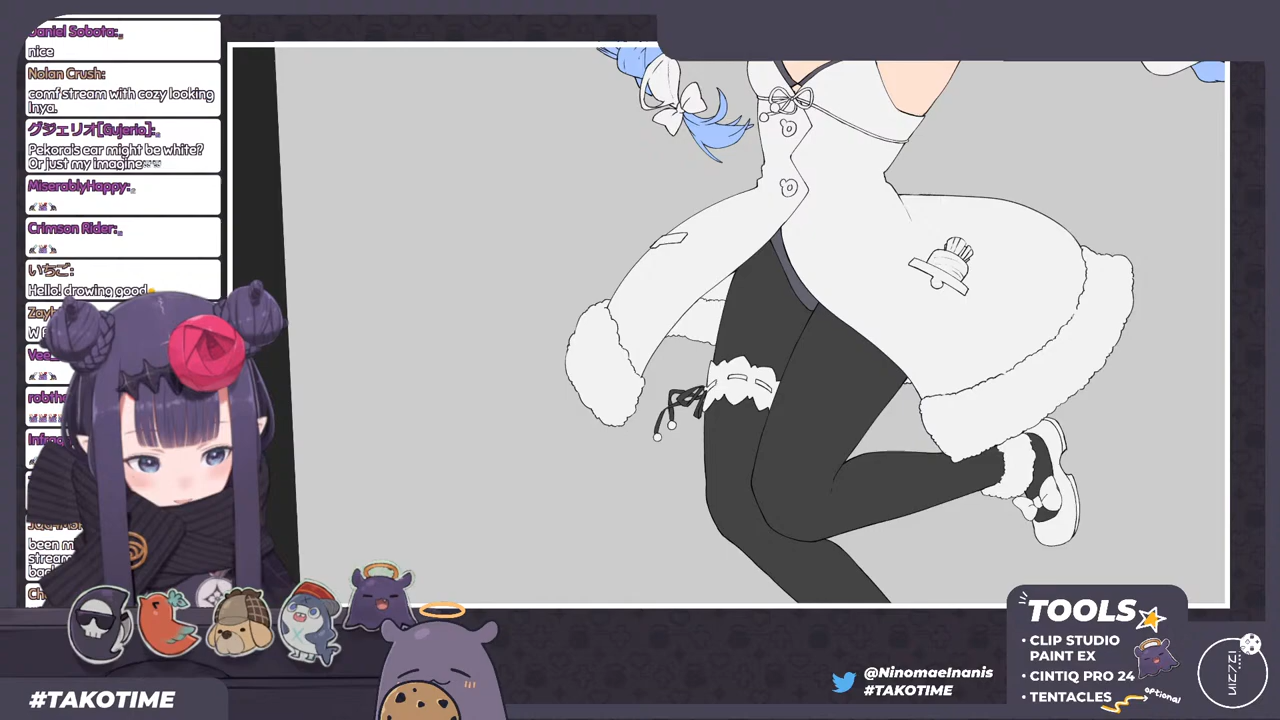 Daniel Sobota:
nice
Nolan Crush:
comf stream with cozy looking
Inya.
グジェリオ[Gujerio]:
Pekora's ear might be white?
Or just my imagine
MiserablyHappy:
Crimson Rider:
いちご:
Hello! drowing good
W
been m
#TAKOTIME
@NinomaeInanis
#TAKOTIME
TOOLS
• CLIP STUDIO
PAINT EX
• CINTIQ PRO 24
• TENTACLES
optional